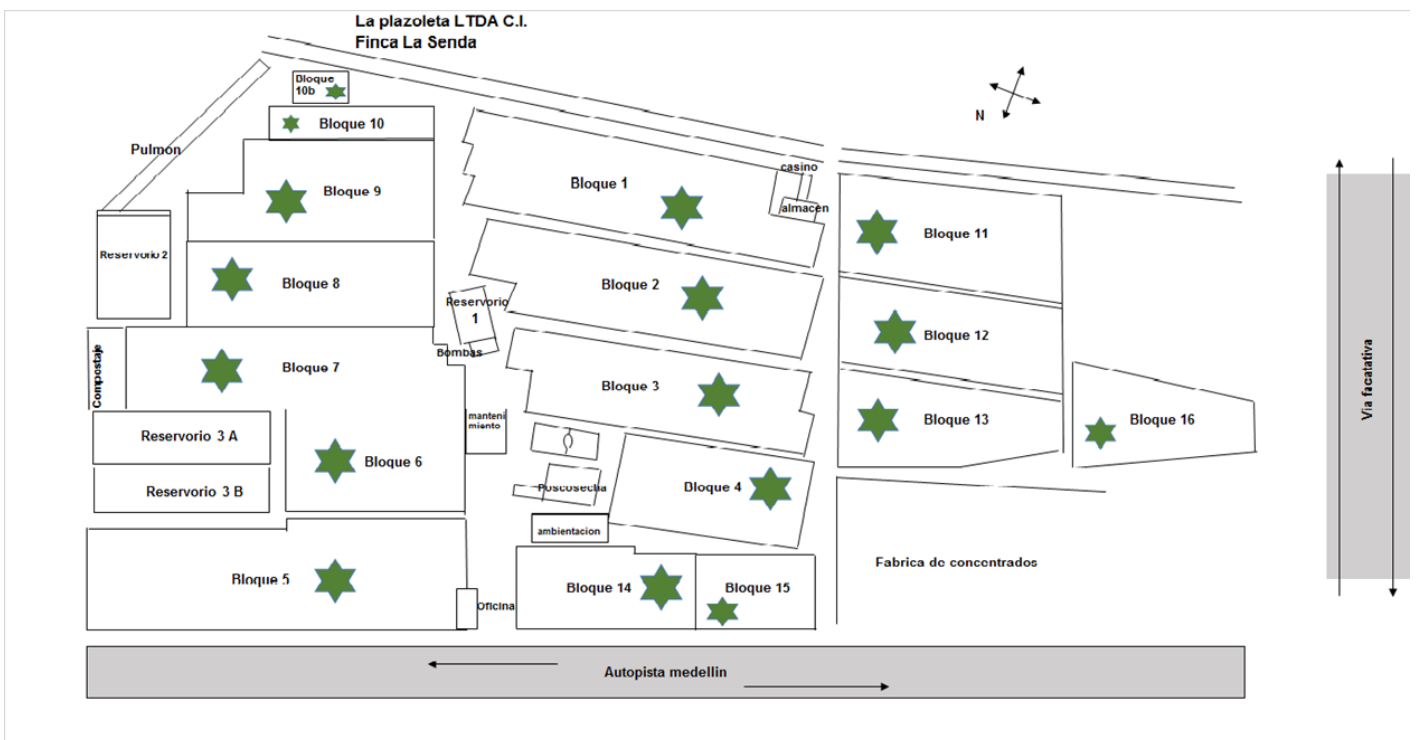 La plazoleta LTDA C.I.
Finca La Senda
Bloque
10b
Bloque 10
N
Pulmon
casino
Bloque 9
Bloque 1
almacen
Bloque 11
Reservorio 2
Bloque 8
Bloque 2
Reservorio
1
Bloque 12
Bombas
Compostaje
Bloque 7
Bloque 3
manteni
miento
Bloque 13
Bloque 16
Via facatativa
Reservorio 3 A
Bloque 6
Reservorio 3 B
Poscosecha
Bloque 4
ambientacion
Fabrica de concentrados
Bloque 5
Oficina
Bloque 14
Bloque 15
Autopista medellin